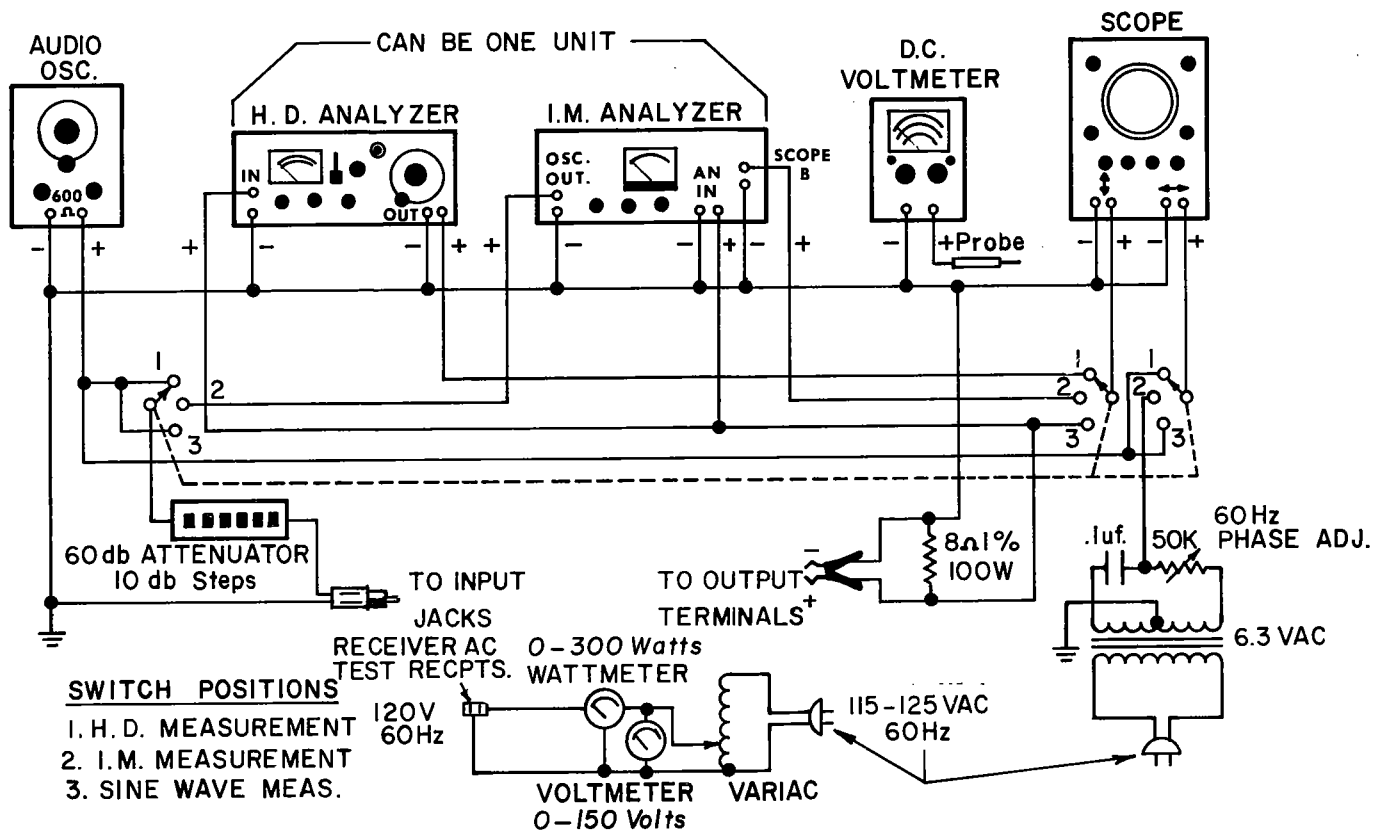 AUDIO
OSC.
CAN BE ONE UNIT
D.C.
VOLTMETER
SCOPE
H. D. ANALYZER
I.M. ANALYZER
600
Ω
IN
OUT
OSC.
OUT.
AN
IN
SCOPE
B
- +
+ - - +
+ - - + - +
- +Probe
- + - +
1
2
3
1
2
3
1
2
3
60 db ATTENUATOR
10 db Steps
TO INPUT
JACKS
-
TO OUTPUT
TERMINALS+
8Ω1%
100W
.1uf.
50K
60Hz
PHASE ADJ.
6.3 VAC
SWITCH POSITIONS
1. H. D. MEASUREMENT
2. I.M. MEASUREMENT
3. SINE WAVE MEAS.
RECEIVER AC
TEST RECPTS.
120V
60Hz
0-300 Watts
WATTMETER
VOLTMETER
0-150 Volts
VARIAC
115-125 VAC
60Hz